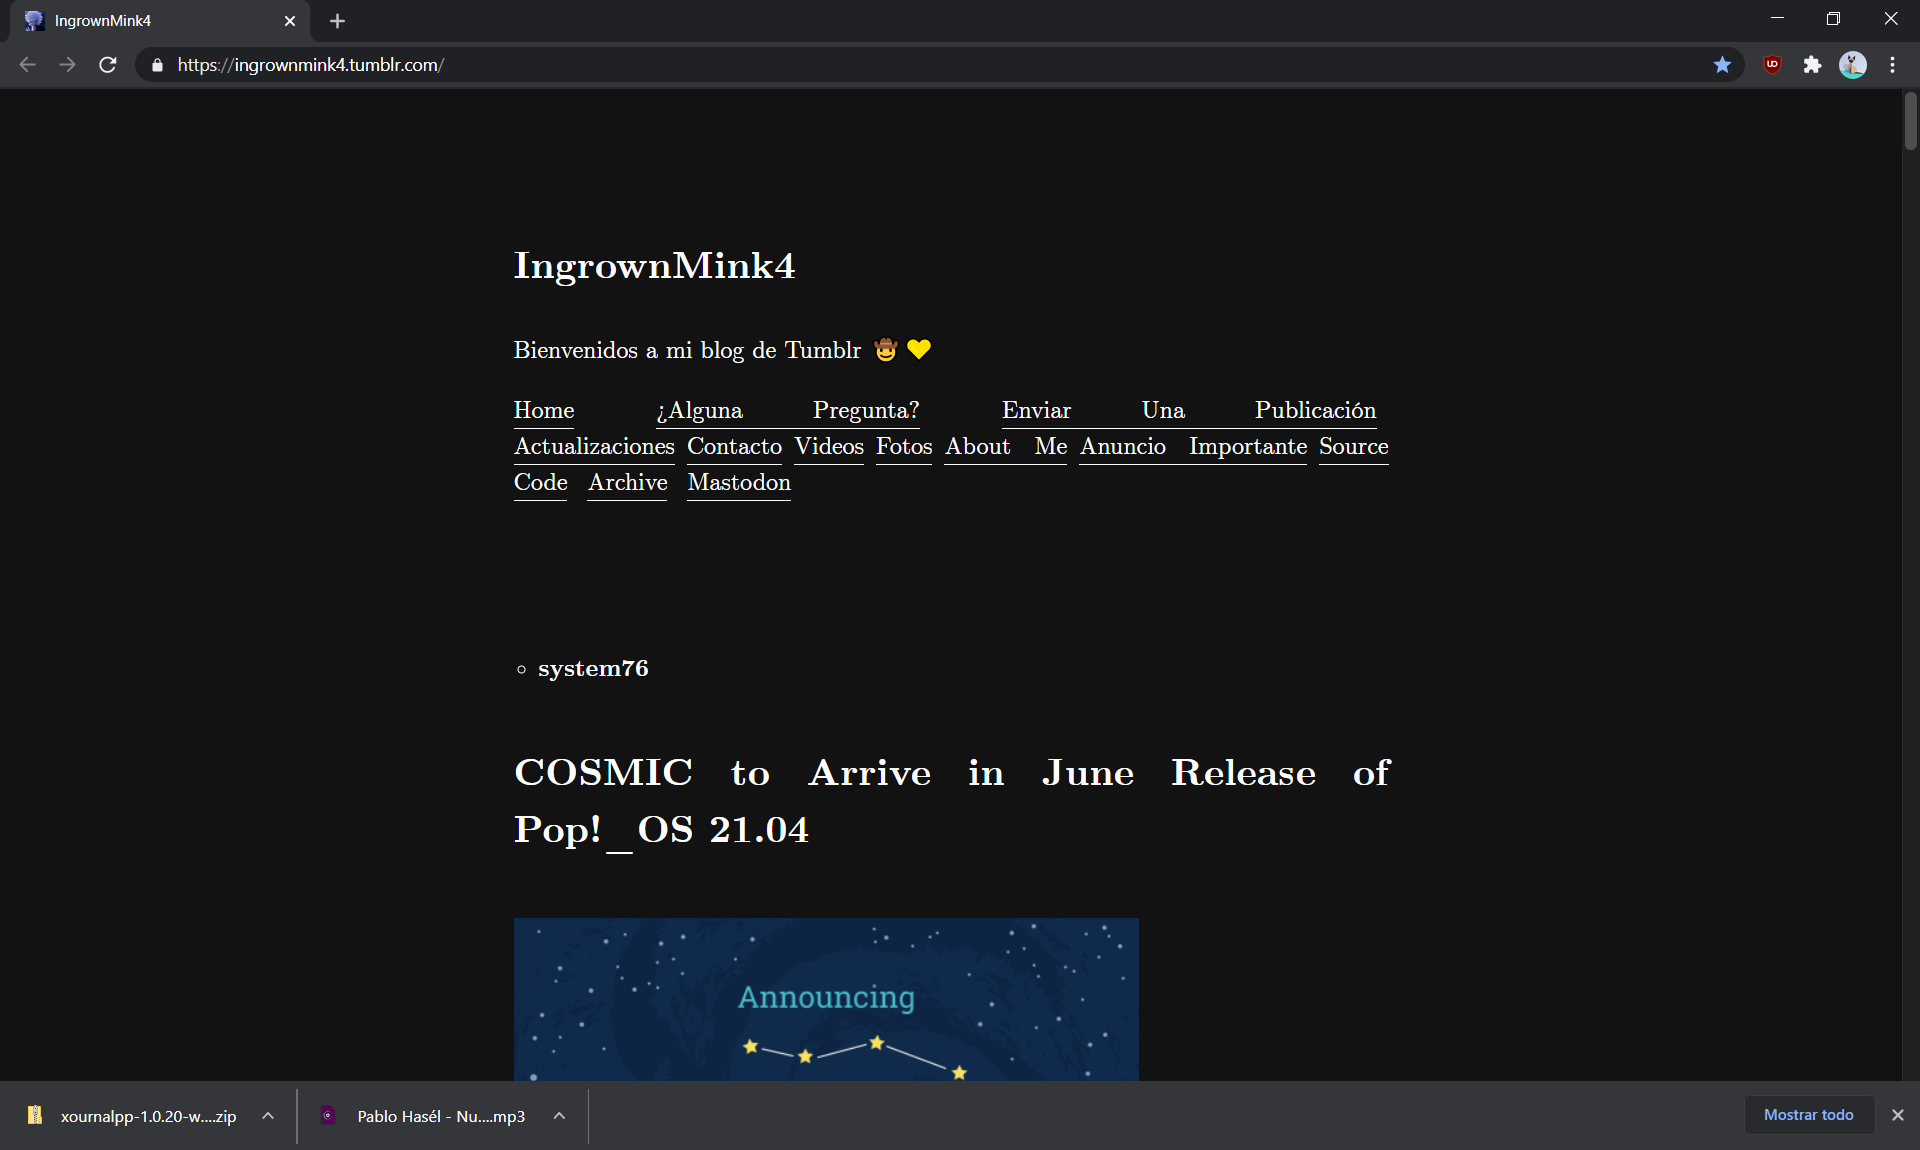 IngrownMink4
https://ingrownmink4.tumblr.com/
IngrownMink4
Bienvenidos a mi blog de Tumblr 🤠💛
Home ¿Alguna Pregunta? Enviar Una Publicación
Actualizaciones Contacto Videos Fotos About Me Anuncio Importante Source
Code Archive Mastodon
system76
COSMIC to Arrive in June Release of
Pop!_OS 21.04
Announcing
xournalpp-1.0.20-w....zip
Pablo Hasél - Nu....mp3
Mostrar todo